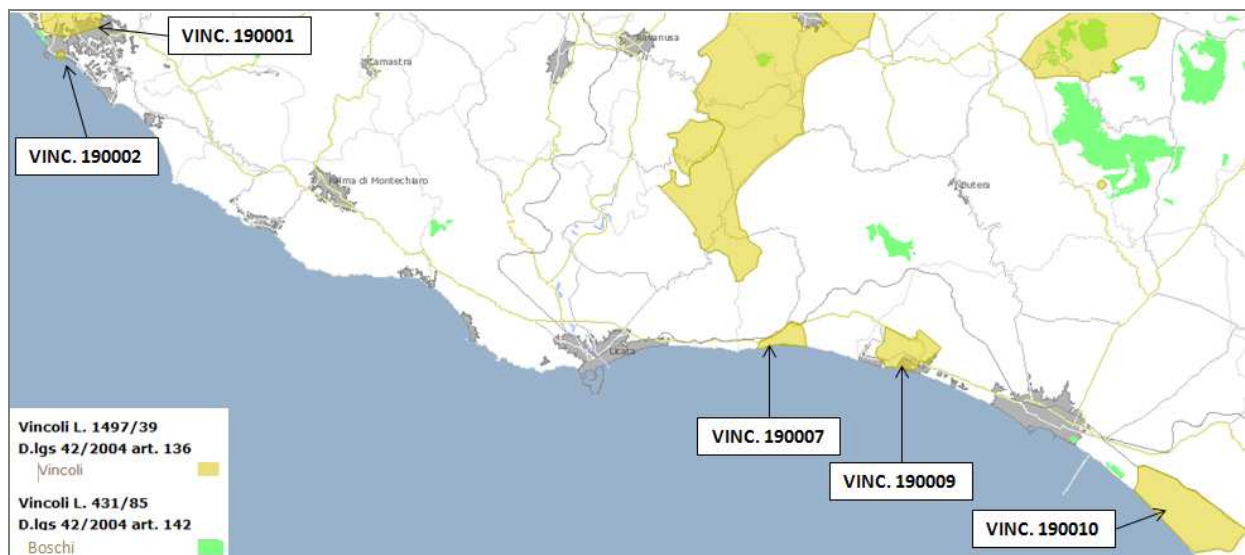 VINC. 190001
Camastra
VINC. 190002
Palma di Montechiaro
Butera
Licata
VINC. 190007
VINC. 190009
VINC. 190010
Vincoli L. 1497/39
D.lgs 42/2004 art. 136
Vincoli
Vincoli L. 431/85
D.lgs 42/2004 art. 142
Boschi